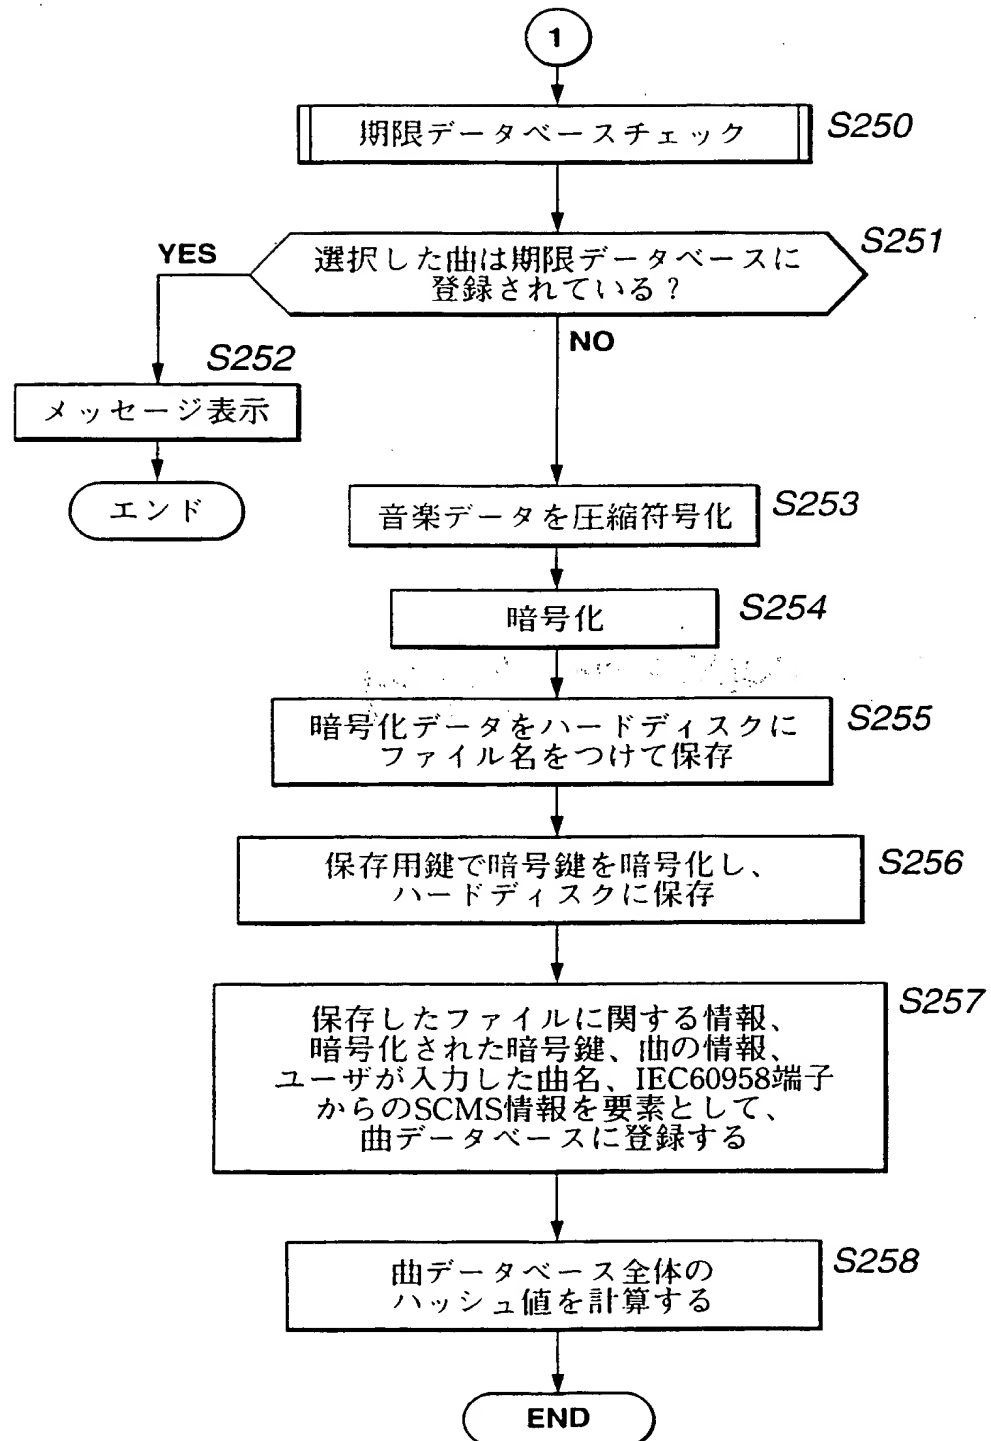 1
期限データベースチェック
S250
選択した曲は期限データベースに
登録されている？
S251
YES
NO
S252
メッセージ表示
エンド
音楽データを圧縮符号化
S253
暗号化
S254
暗号化データをハードディスクに
ファイル名をつけて保存
S255
保存用鍵で暗号鍵を暗号化し、
ハードディスクに保存
S256
保存したファイルに関する情報、
暗号化された暗号鍵、曲の情報、
ユーザが入力した曲名、IEC60958端子
からのSCMS情報を要素として、
曲データベースに登録する
S257
曲データベース全体の
ハッシュ値を計算する
S258
END